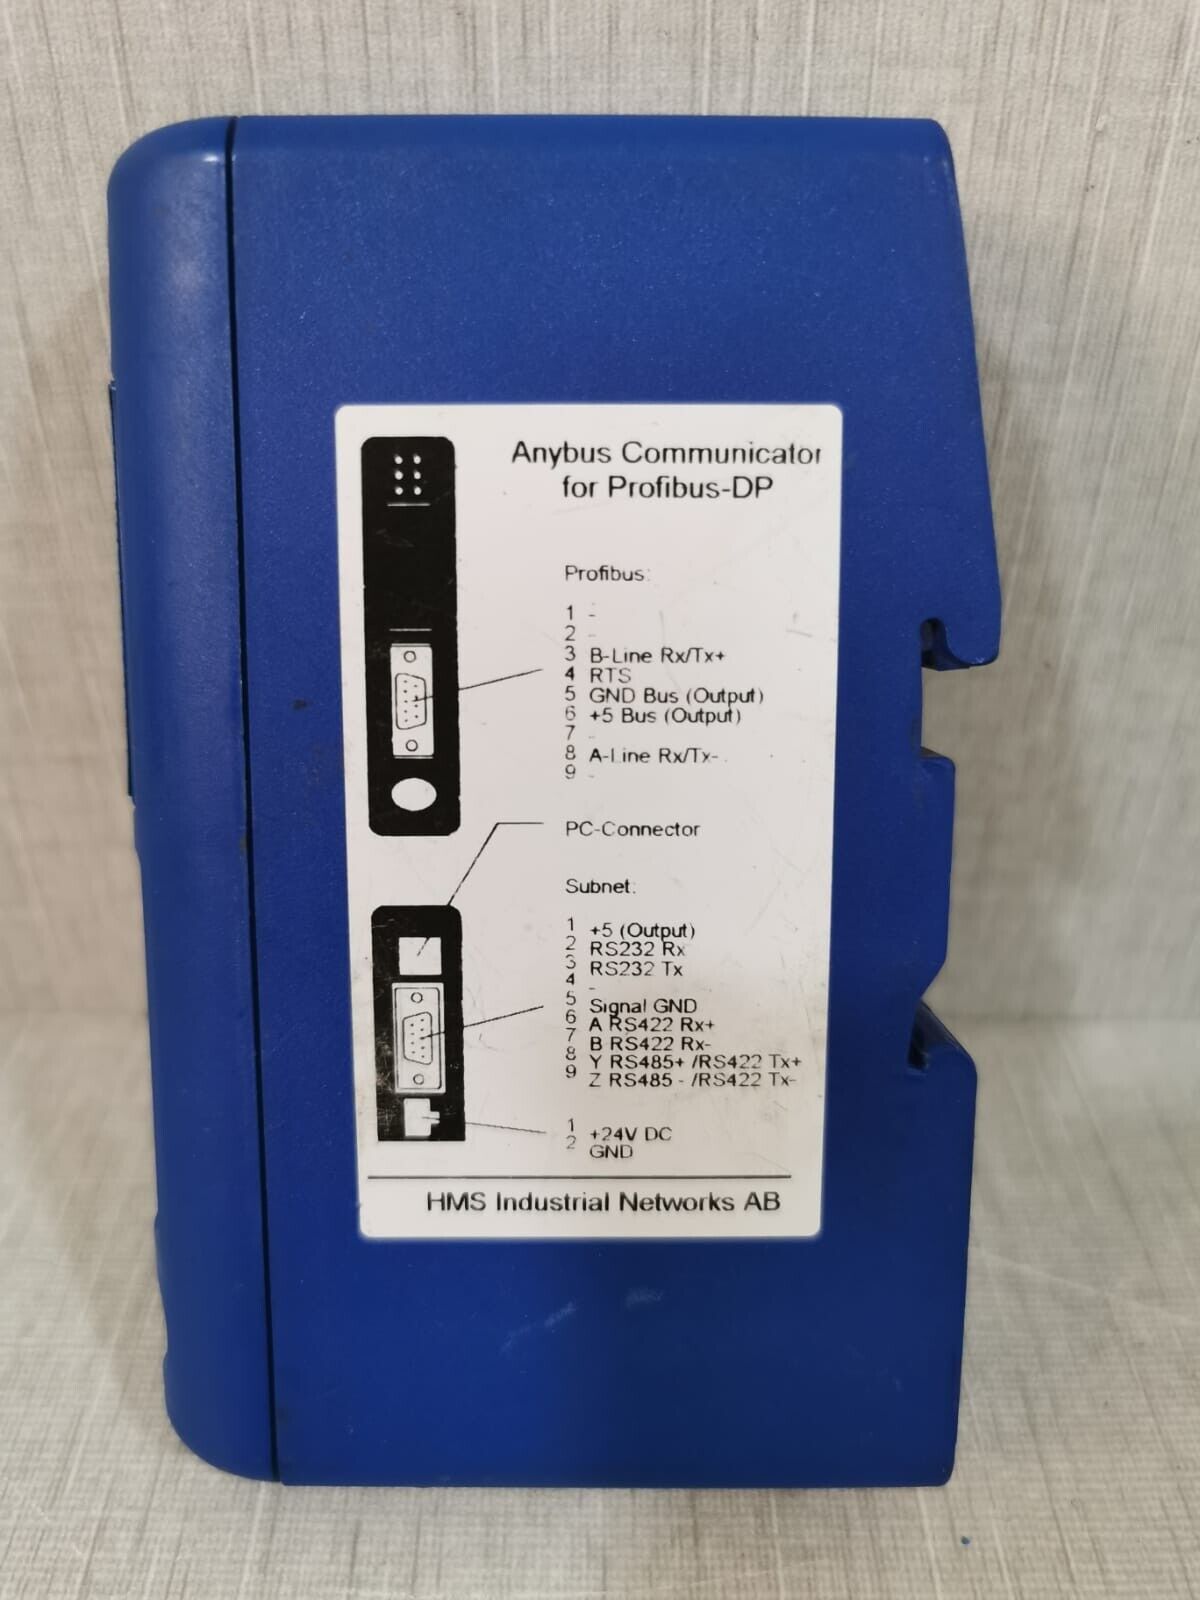 Anybus Communicator
for Profibus-DP
Profibus:
1 -
2 -
3 B-Line Rx/Tx+
4 RTS
5 GND Bus (Output)
6 +5 Bus (Output)
7 -
8 A-Line Rx/Tx-
9 -
PC-Connector
Subnet:
1 +5 (Output)
2 RS232 Rx
3 RS232 Tx
4 -
5 Signal GND
6 A RS422 Rx+
7 B RS422 Rx-
8 Y RS485+ /RS422 Tx+
9 Z RS485 - /RS422 Tx-
1 +24V DC
2 GND
HMS Industrial Networks AB